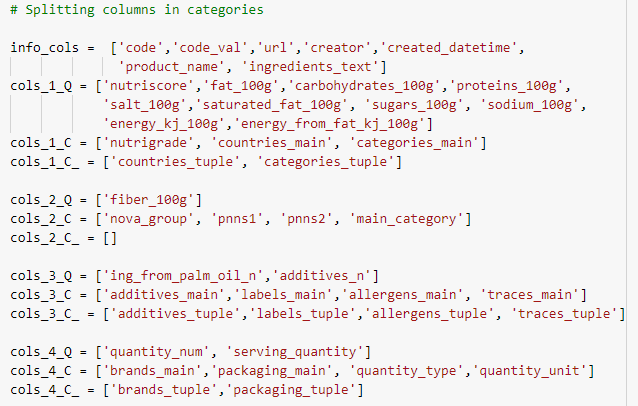 # Splitting columns in categories
info_cols =  ['code','code_val','url','creator','created_datetime',
'product_name', 'ingredients_text']
cols_1_Q = ['nutriscore','fat_100g','carbohydrates_100g','proteins_100g',
'salt_100g','saturated_fat_100g', 'sugars_100g', 'sodium_100g',
'energy_kj_100g','energy_from_fat_kj_100g']
cols_1_C = ['nutrigrade', 'countries_main', 'categories_main']
cols_1_C_ = ['countries_tuple', 'categories_tuple']
cols_2_Q = ['fiber_100g']
cols_2_C = ['nova_group', 'pnns1', 'pnns2', 'main_category']
cols_2_C_ = []
cols_3_Q = ['ing_from_palm_oil_n','additives_n']
cols_3_C = ['additives_main','labels_main','allergens_main', 'traces_main']
cols_3_C_ = ['additives_tuple','labels_tuple','allergens_tuple', 'traces_tuple']
cols_4_Q = ['quantity_num', 'serving_quantity']
cols_4_C = ['brands_main','packaging_main', 'quantity_type','quantity_unit']
cols_4_C_ = ['brands_tuple','packaging_tuple']